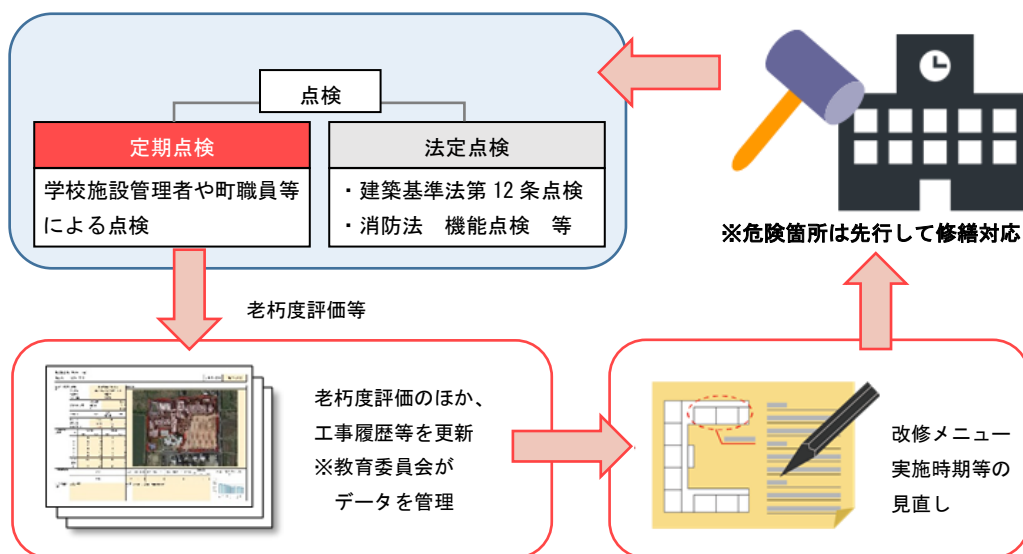 点検
定期点検
学校施設管理者や町職員等
による点検
法定点検
・建築基準法第12条点検
・消防法　機能点検　等
※危険箇所は先行して修繕対応
老朽度評価等
老朽度評価のほか、
工事履歴等を更新
※教育委員会が
データを管理
改修メニュー
実施時期等の
見直し